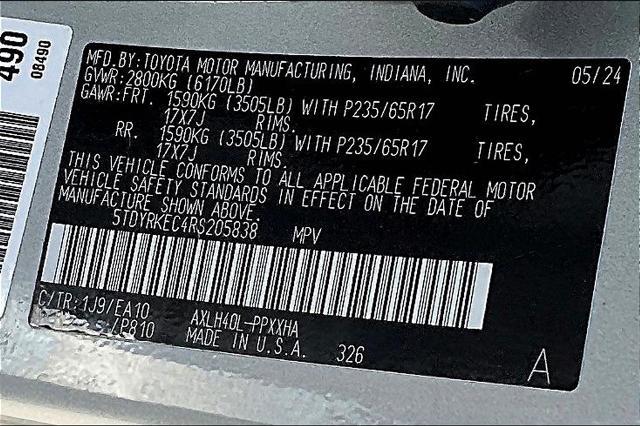 490
08490
MFD. BY: TOYOTA MOTOR MANUFACTURING, INDIANA, INC. 05/24
GVWR: 2800KG (6170LB)
GAWR: FRT. 1590KG (3505LB) WITH P235/65R17 TIRES,
17X7J RIMS.
RR. 1590KG (3505LB) WITH P235/65R17 TIRES,
17X7J RIMS.
THIS VEHICLE CONFORMS TO ALL APPLICABLE FEDERAL MOTOR
VEHICLE SAFETY STANDARDS IN EFFECT ON THE DATE OF
MANUFACTURE SHOWN ABOVE.
5TDYRKEC4RS205838 MPV
C/TR: 1J9/EA10 AXLH40L-PPXXHA
/P810 MADE IN U.S.A. 326 A